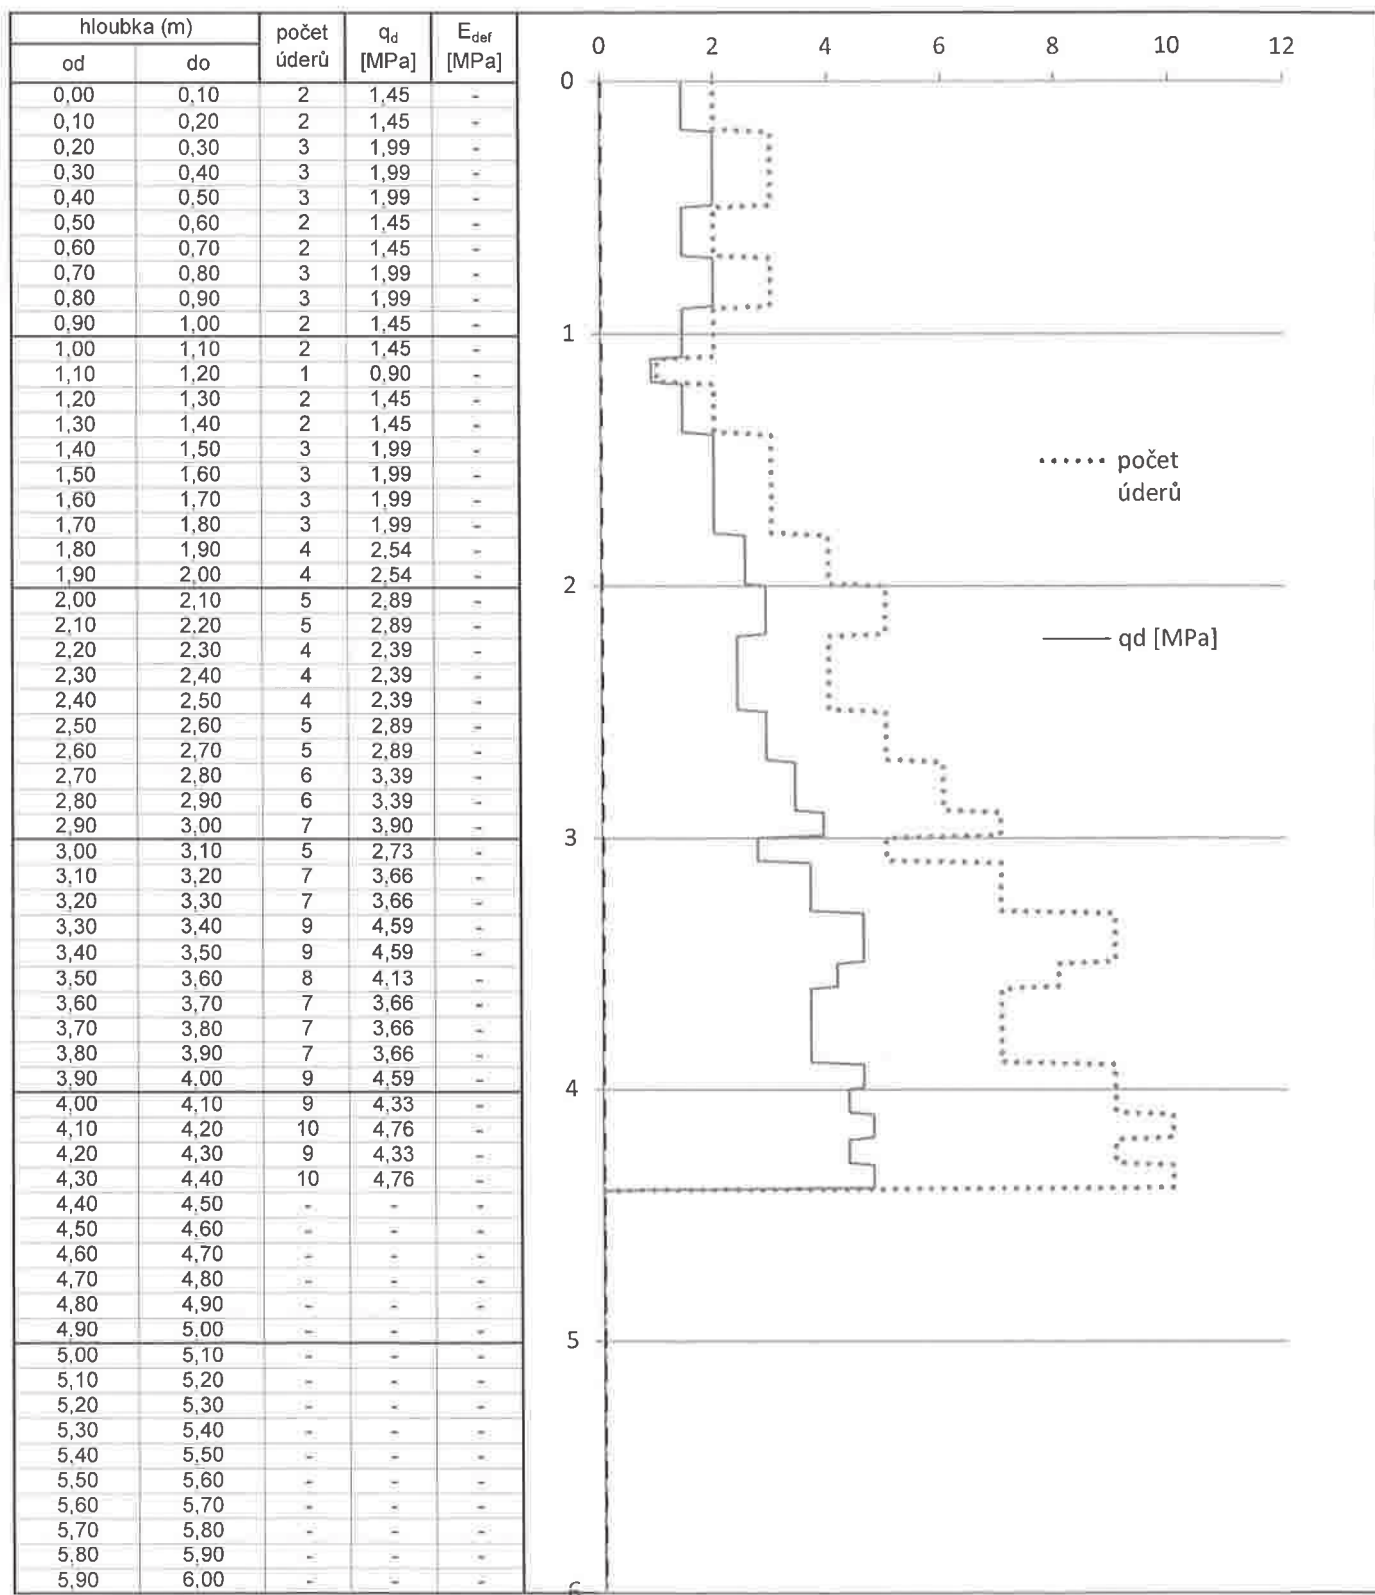 hloubka (m) počet úderů qd [MPa] Edef [MPa]
od do
0,00 0,10 2 1,45 -
0,10 0,20 2 1,45 -
0,20 0,30 3 1,99 -
0,30 0,40 3 1,99 -
0,40 0,50 3 1,99 -
0,50 0,60 2 1,45 -
0,60 0,70 2 1,45 -
0,70 0,80 3 1,99 -
0,80 0,90 3 1,99 -
0,90 1,00 2 1,45 -
1,00 1,10 2 1,45 -
1,10 1,20 1 0,90 -
1,20 1,30 2 1,45 -
1,30 1,40 2 1,45 -
1,40 1,50 3 1,99 -
1,50 1,60 3 1,99 -
1,60 1,70 3 1,99 -
1,70 1,80 3 1,99 -
1,80 1,90 4 2,54 -
1,90 2,00 4 2,54 -
2,00 2,10 5 2,89 -
2,10 2,20 5 2,89 -
2,20 2,30 4 2,39 -
2,30 2,40 4 2,39 -
2,40 2,50 4 2,39 -
2,50 2,60 5 2,89 -
2,60 2,70 5 2,89 -
2,70 2,80 6 3,39 -
2,80 2,90 6 3,39 -
2,90 3,00 7 3,90 -
3,00 3,10 5 2,73 -
3,10 3,20 7 3,66 -
3,20 3,30 7 3,66 -
3,30 3,40 9 4,59 -
3,40 3,50 9 4,59 -
3,50 3,60 8 4,13 -
3,60 3,70 7 3,66 -
3,70 3,80 7 3,66 -
3,80 3,90 7 3,66 -
3,90 4,00 9 4,59 -
4,00 4,10 9 4,33 -
4,10 4,20 10 4,76 -
4,20 4,30 9 4,33 -
4,30 4,40 10 4,76 -
4,40 4,50 - - -
4,50 4,60 - - -
4,60 4,70 - - -
4,70 4,80 - - -
4,80 4,90 - - -
4,90 5,00 - - -
5,00 5,10 - - -
5,10 5,20 - - -
5,20 5,30 - - -
5,30 5,40 - - -
5,40 5,50 - - -
5,50 5,60 - - -
5,60 5,70 - - -
5,70 5,80 - - -
5,80 5,90 - - -
5,90 6,00 - - -
0 2 4 6 8 10 12
0
1
2
3
4
5
6
počet
úderů
qd [MPa]